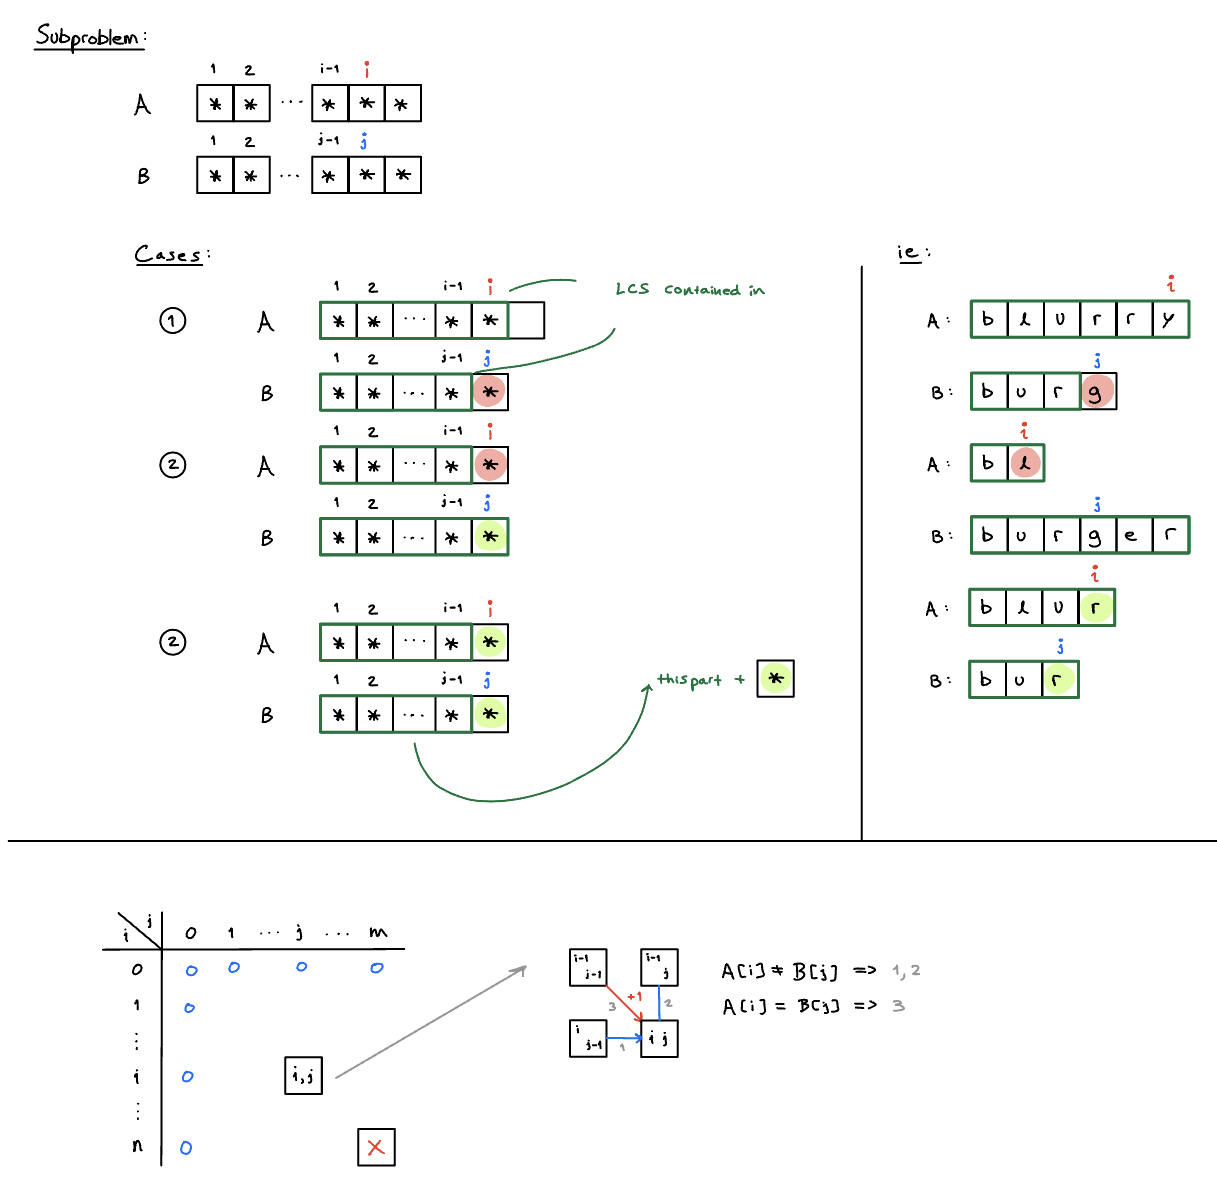 Subproblem:
1 2 i-1 i
A * * ... * * *
1 2 j-1 j
B * * ... * * *
Cases:
1 2 i-1 i
① A * * ... * *
LCS contained in
1 2 j-1 j
B * * ... * *
1 2 i-1 i
② A * * ... * *
1 2 j-1 j
B * * ... * *
1 2 i-1 i
② A * * ... * *
1 2 j-1 j
B * * ... * *
this part + *
ie:
i
A: b l u r r y
j
B: b u r g
i
A: b l
j
B: b u r g e r
i
A: b l u r
j
B: b u r
i j 0 1 ... j ... m
0 0 0 0 0
1 0
⋮
i 0 i,j
⋮
n 0 X
i-1 j-1 i-1 j
3 +1 2
i j-1 1 i j
A[i] ≠ B[j] => 1,2
A[i] = B[j] => 3